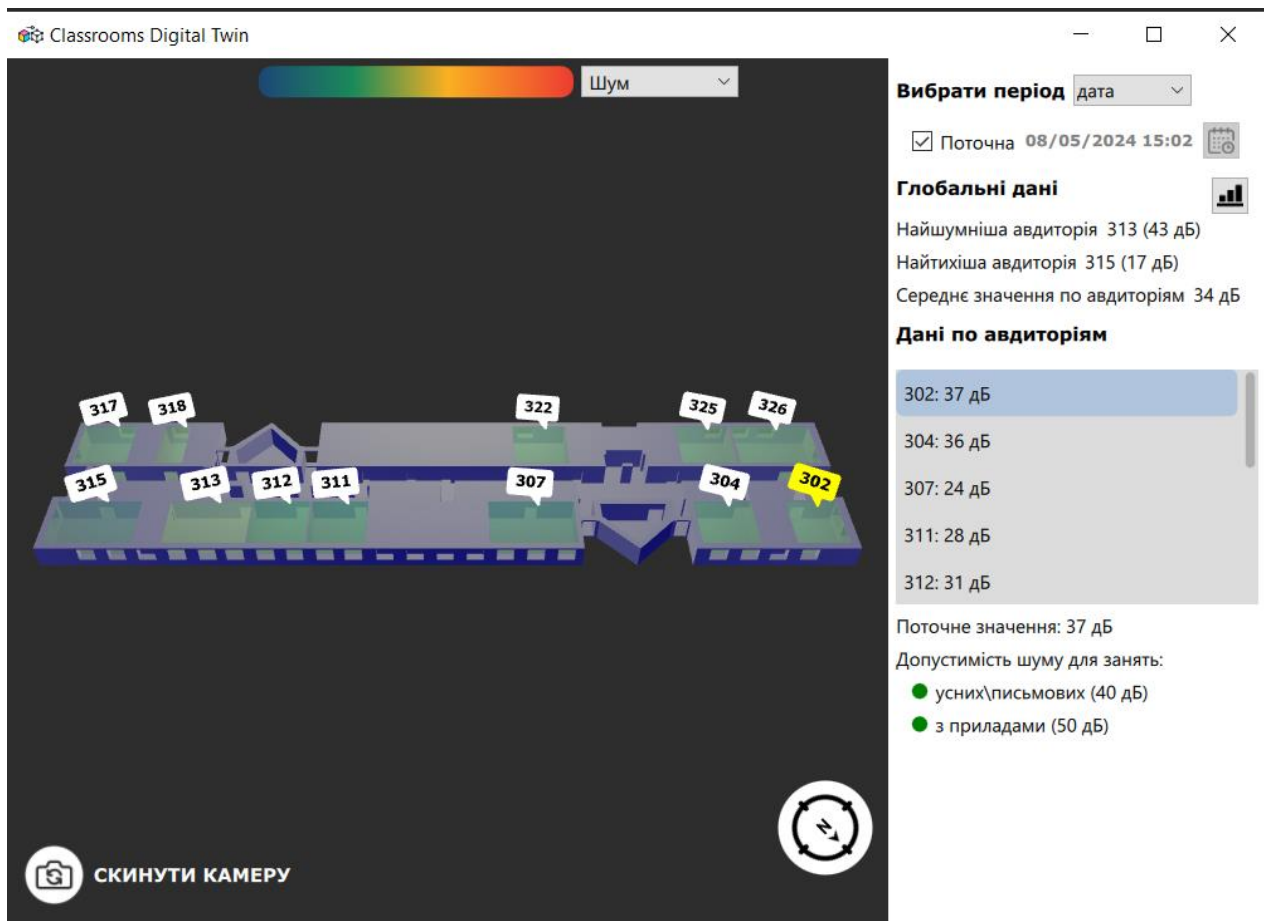 Classrooms Digital Twin
Шум
317
318
322
325
326
315
313
312
311
307
304
302
N
СКИНУТИ КАМЕРУ
Вибрати період дата
Поточна 08/05/2024 15:02
Глобальні дані
Найшумніша авдиторія 313 (43 дБ)
Найтихіша авдиторія 315 (17 дБ)
Середнє значення по авдиторіям 34 дБ
Дані по авдиторіям
302: 37 дБ
304: 36 дБ
307: 24 дБ
311: 28 дБ
312: 31 дБ
Поточне значення: 37 дБ
Допустимість шуму для занять:
усних\письмових (40 дБ)
з приладами (50 дБ)